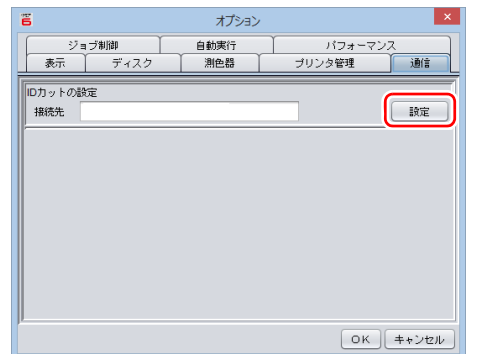 6
オプション
×
ジョブ制御 自動実行 パフォーマンス
表示 ディスク 測色器 プリンタ管理 通信
IDカットの設定
接続先 設定
OK キャンセル